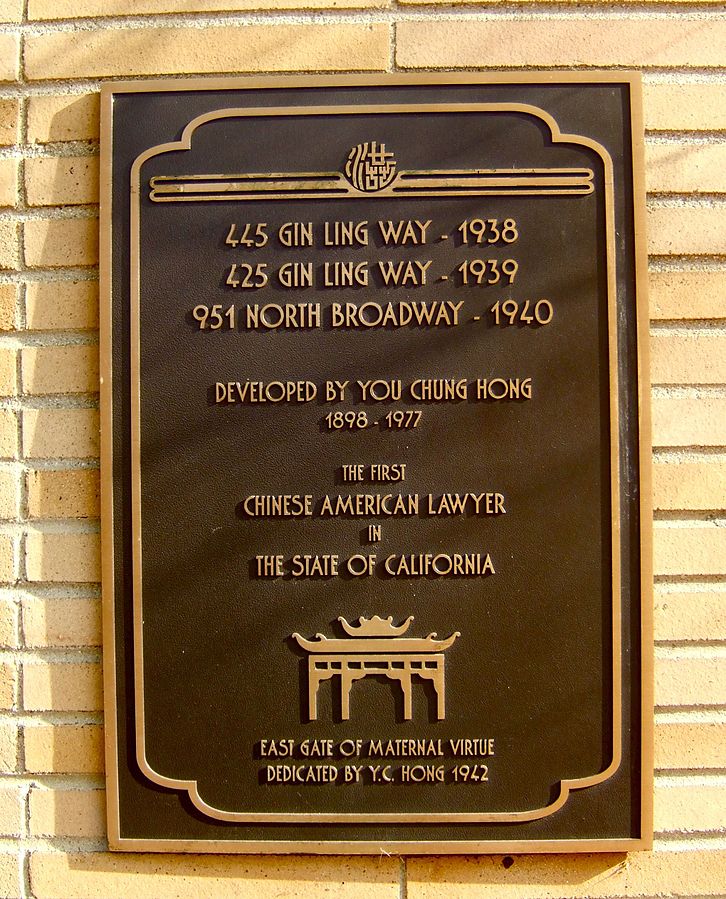 445 GIN LING WAY - 1938
425 GIN LING WAY - 1939
951 NORTH BROADWAY - 1940
DEVELOPED BY YOU CHUNG HONG
1898 - 1977
THE FIRST
CHINESE AMERICAN LAWYER
IN
THE STATE OF CALIFORNIA
EAST GATE OF MATERNAL VIRTUE
DEDICATED BY Y.C. HONG 1942